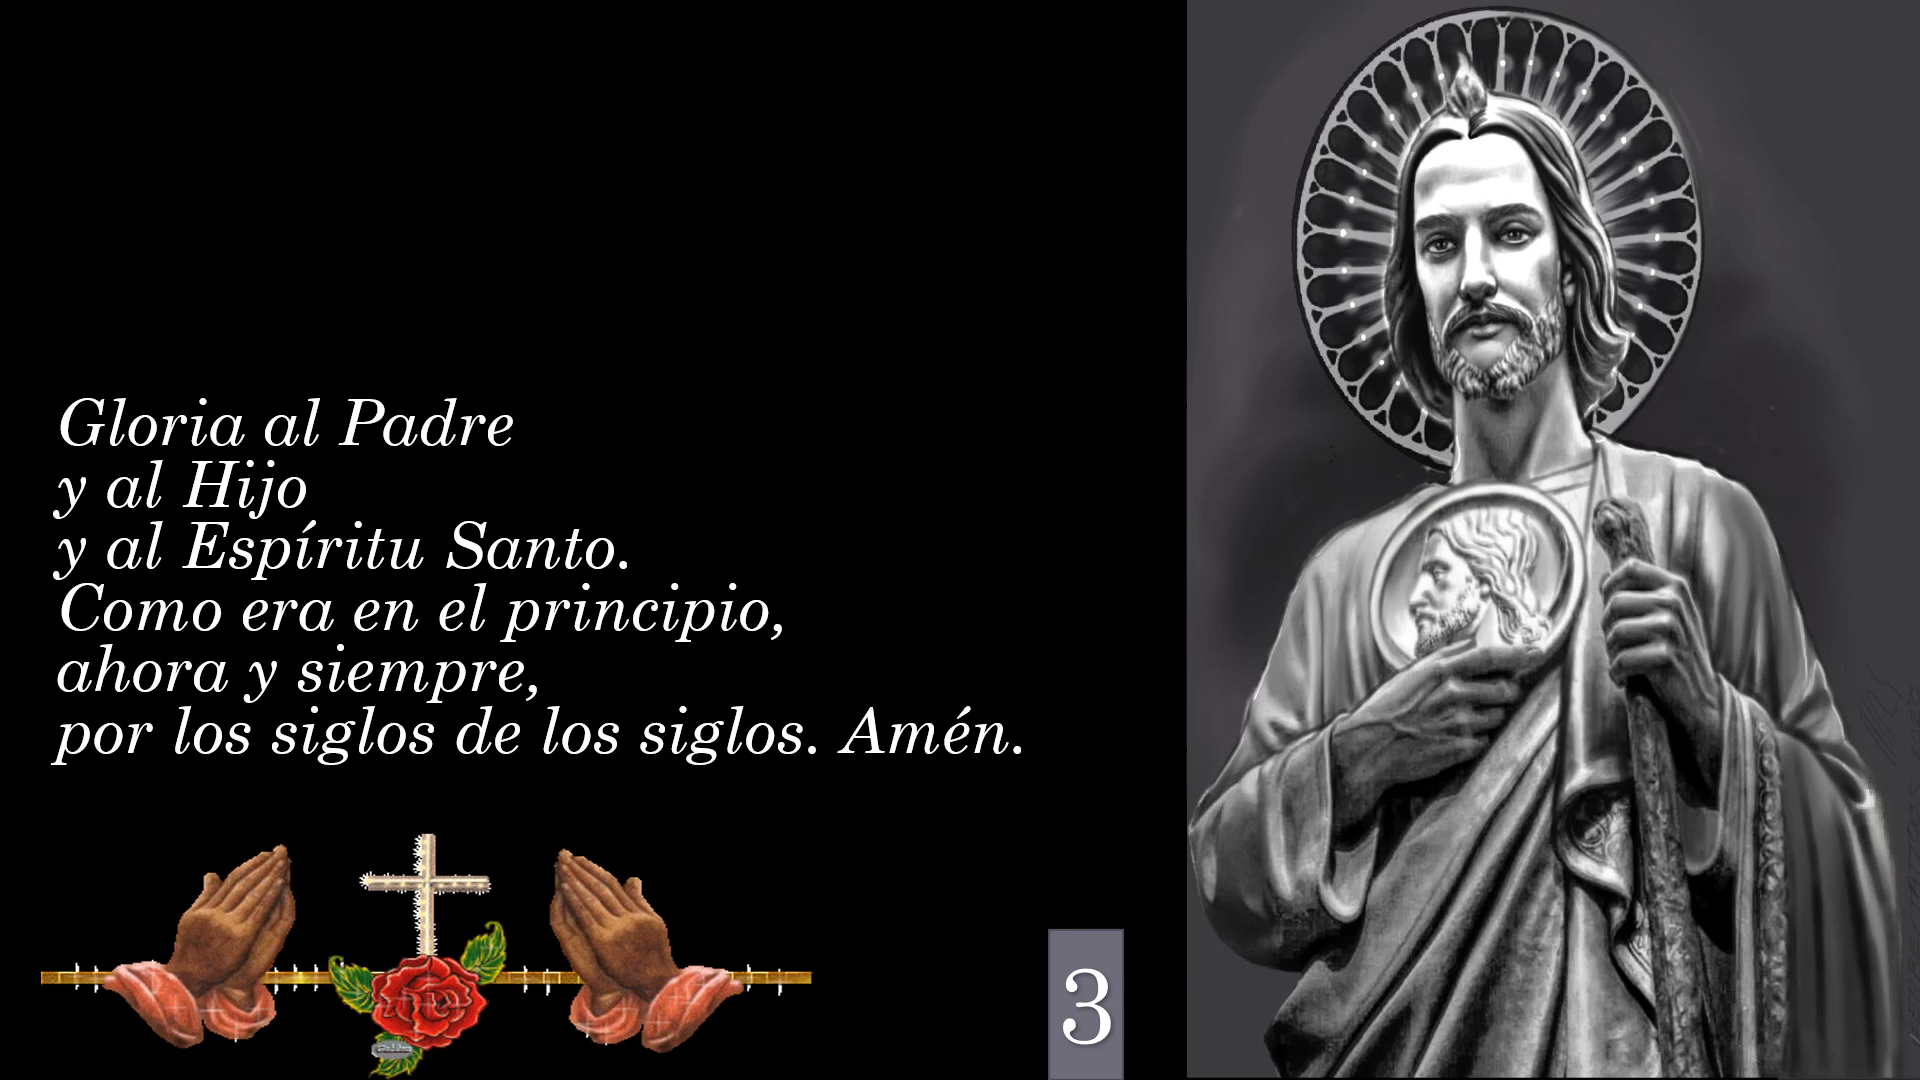 Gloria al Padre
y al Hijo
y al Espíritu Santo.
Como era en el principio,
ahora y siempre,
por los siglos de los siglos. Amén.
3